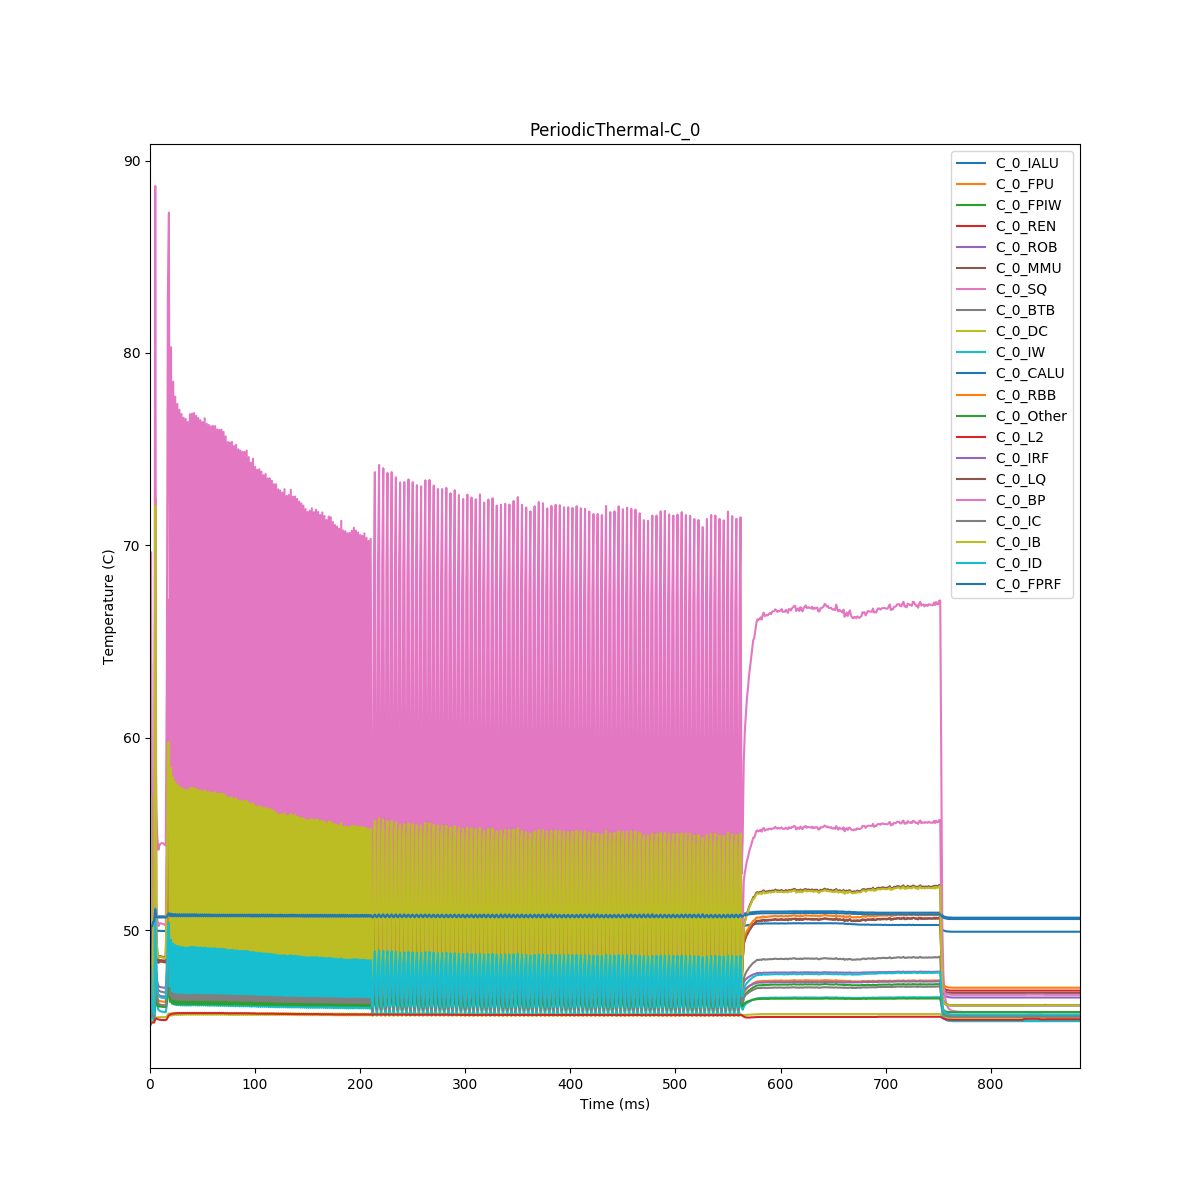 PeriodicThermal-C_0
90
80
70
60
50
Temperature (C)
0
100
200
300
400
500
600
700
800
Time (ms)
C_0_IALU
C_0_FPU
C_0_FPIW
C_0_REN
C_0_ROB
C_0_MMU
C_0_SQ
C_0_BTB
C_0_DC
C_0_IW
C_0_CALU
C_0_RBB
C_0_Other
C_0_L2
C_0_IRF
C_0_LQ
C_0_BP
C_0_IC
C_0_IB
C_0_ID
C_0_FPRF